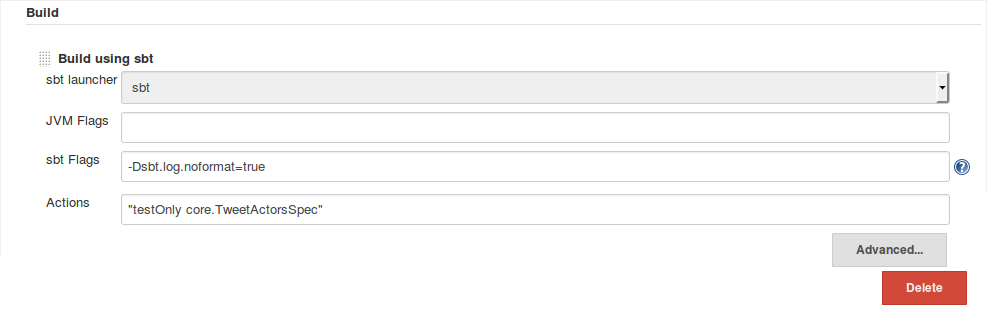 Build
Build using sbt
sbt launcher
sbt
JVM Flags
sbt Flags
-Dsbt.log.noformat=true
?
Actions
"testOnly core.TweetActorsSpec"
Advanced...
Delete